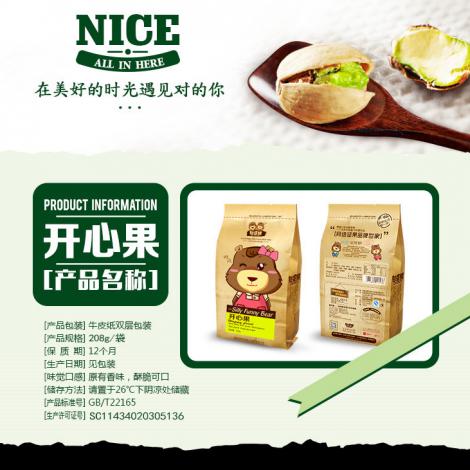 NICE
ALL IN HERE
在美好的时光遇见对的你
PRODUCT INFORMATION
开心果
[产品名称]
[产品包装] 牛皮纸双层包装
[产品规格] 208g/袋
[保 质 期] 12个月
[生产日期] 见包装
[味觉口感] 原有香味，酥脆可口
[储存方法] 请置于26℃下阴凉处储藏
[产品标准号] GB/T22165
[生产许可证号] SC11434020305136
Silly Funny Bear
开心果